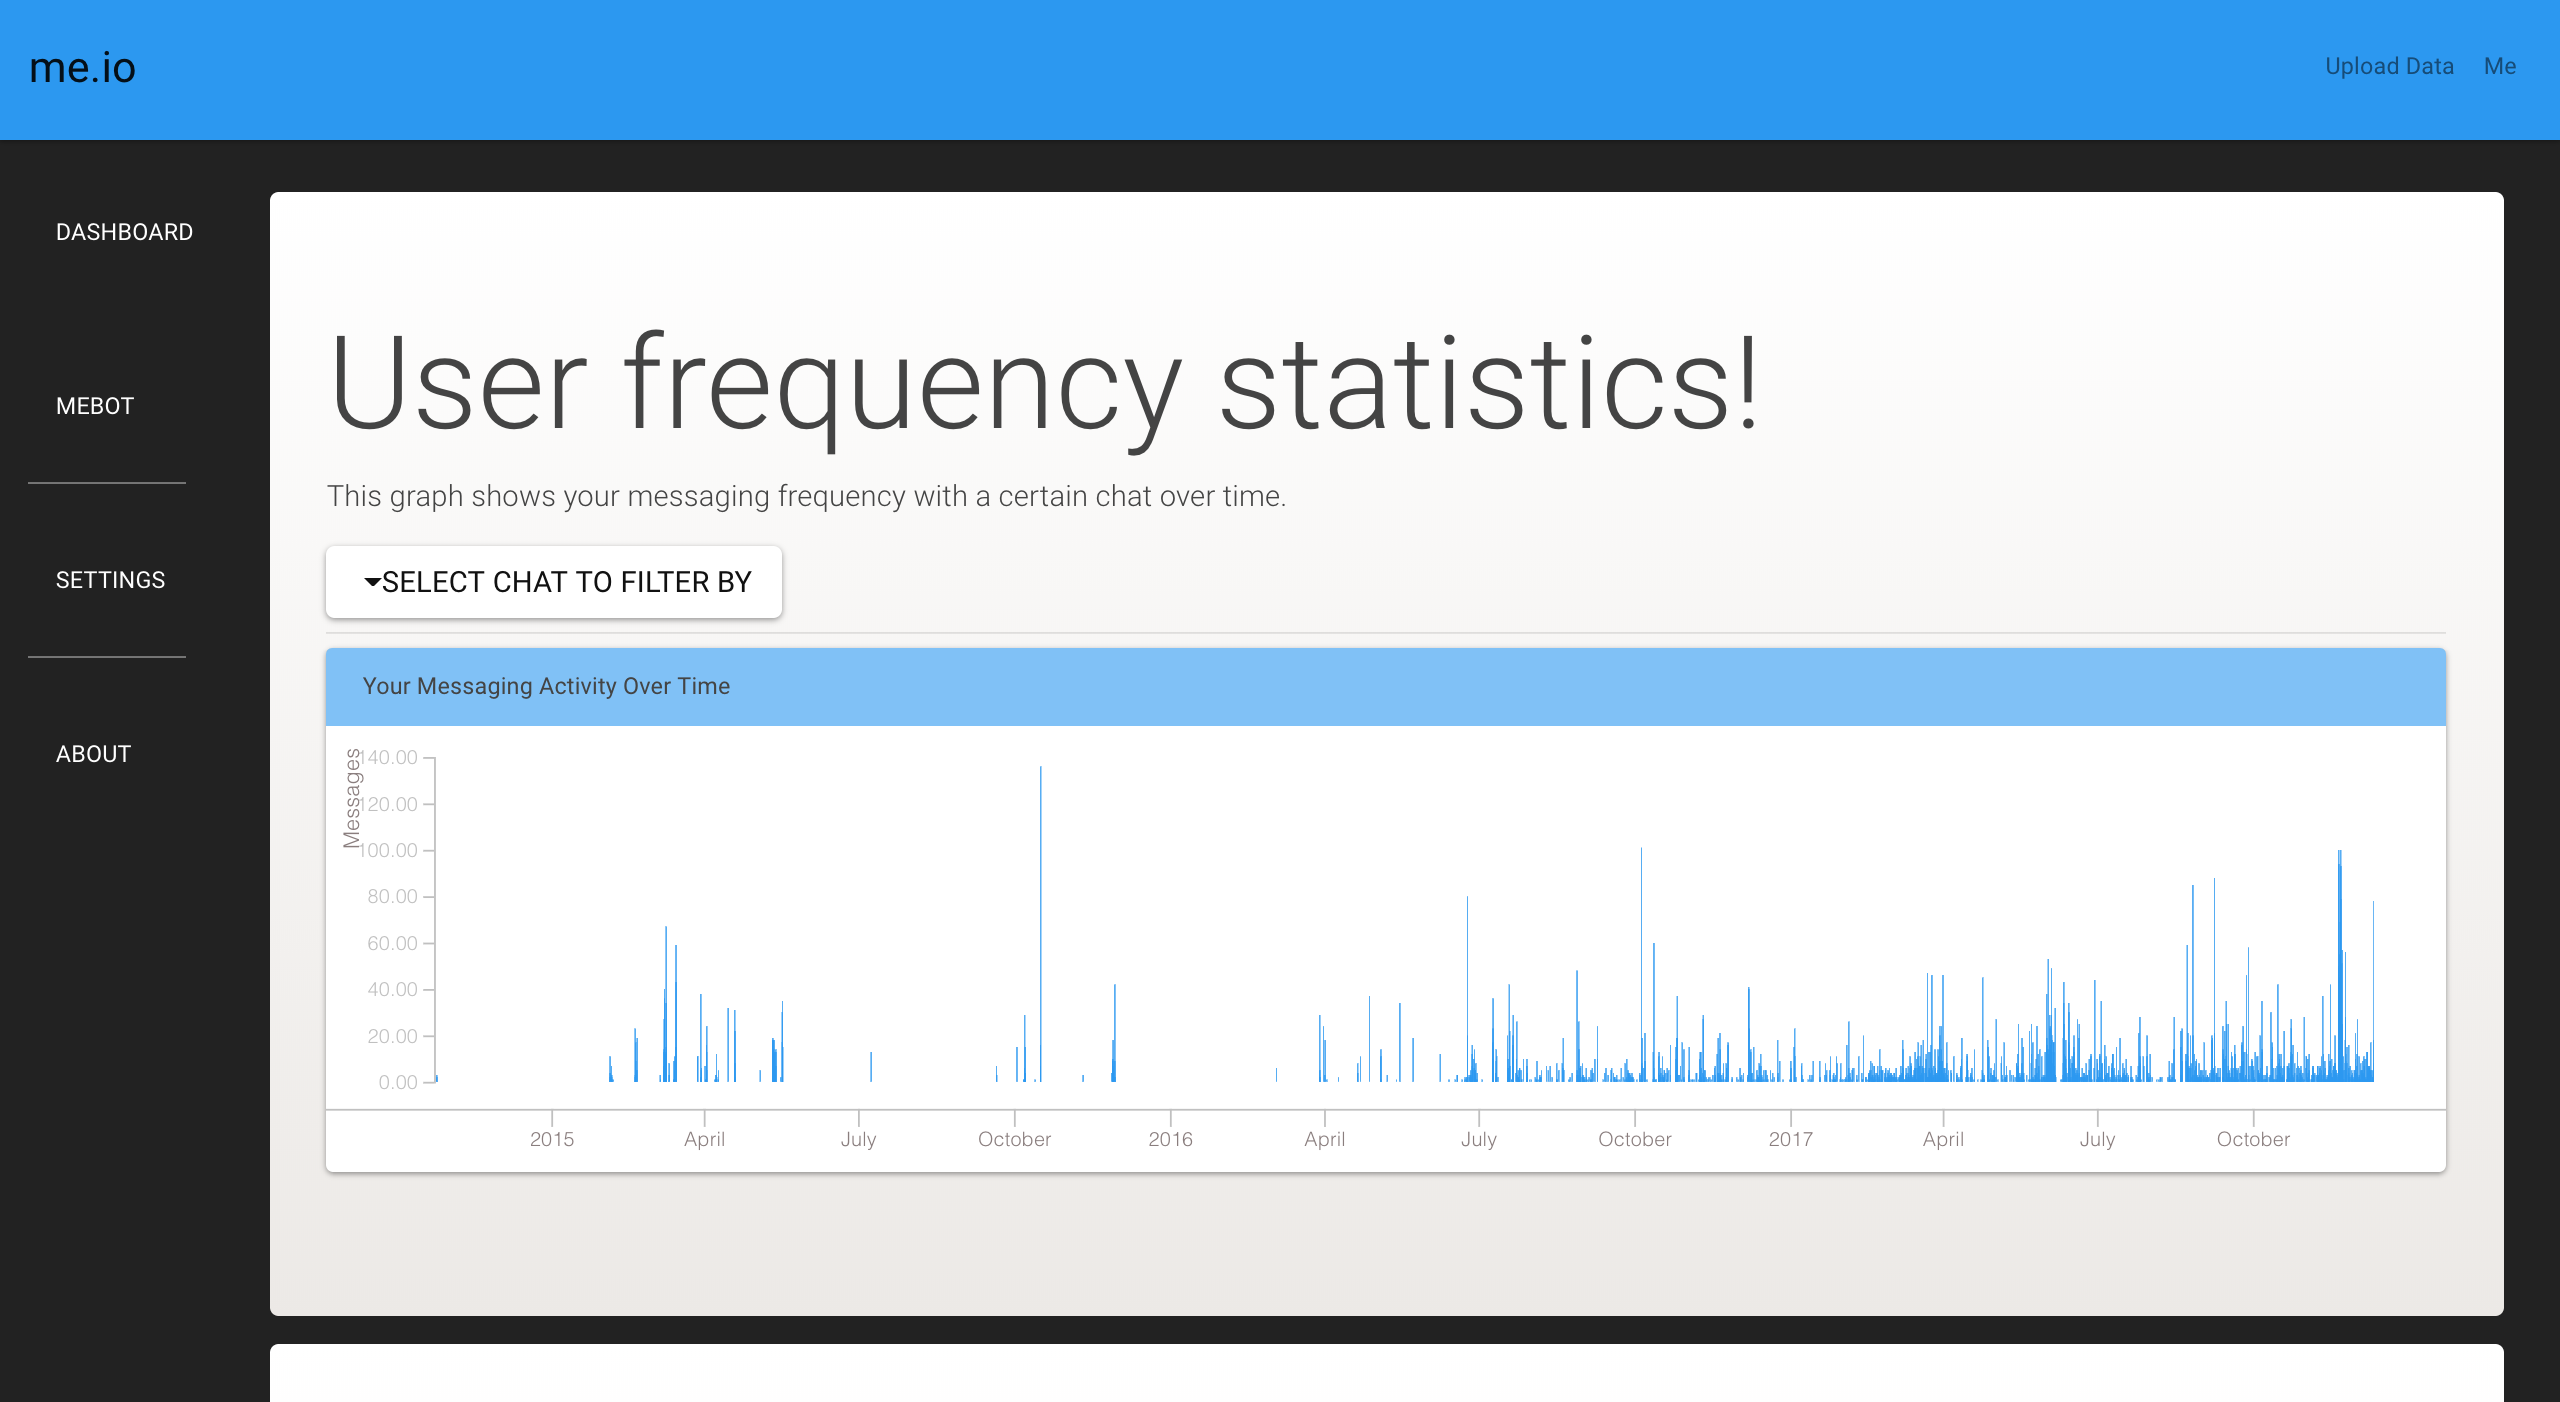 me.io
Upload Data Me
DASHBOARD
MEBOT
SETTINGS
ABOUT
User frequency statistics!
This graph shows your messaging frequency with a certain chat over time.
SELECT CHAT TO FILTER BY
Your Messaging Activity Over Time
Messages
140.00
120.00
100.00
80.00
60.00
40.00
20.00
0.00
2015 April July October 2016 April July October 2017 April July October